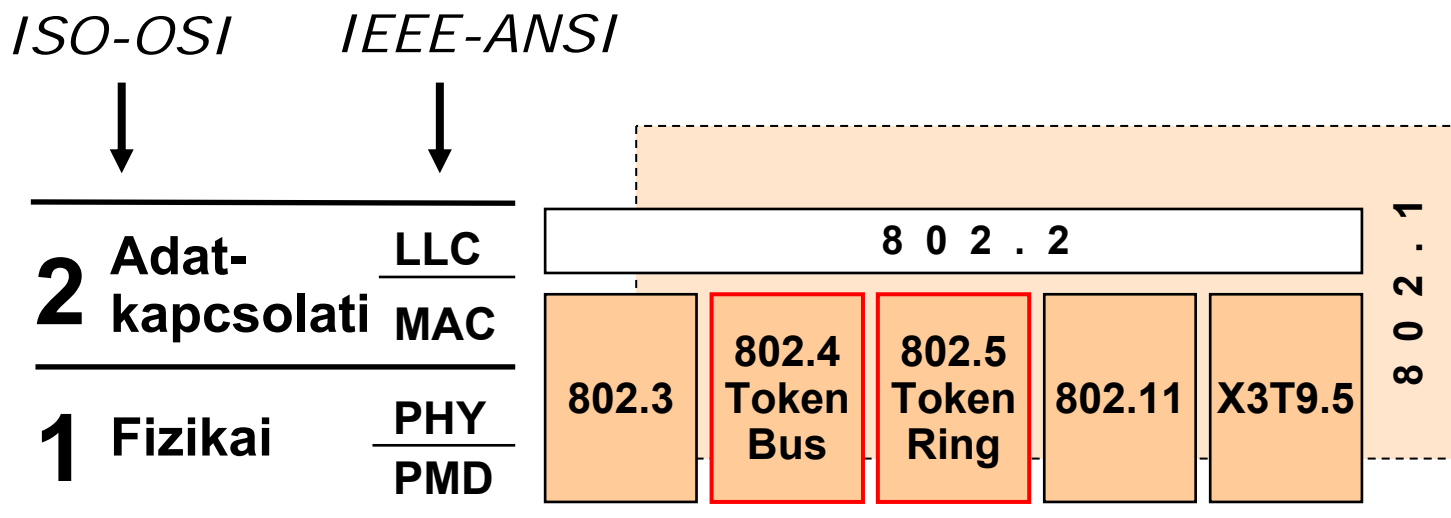 ISO-OSI IEEE-ANSI
2 Adat-
kapcsolati
LLC
MAC
1 Fizikai
PHY
PMD
8 0 2 . 2
802.3
802.4
Token
Bus
802.5
Token
Ring
802.11
X3T9.5
8 0 2 . 1